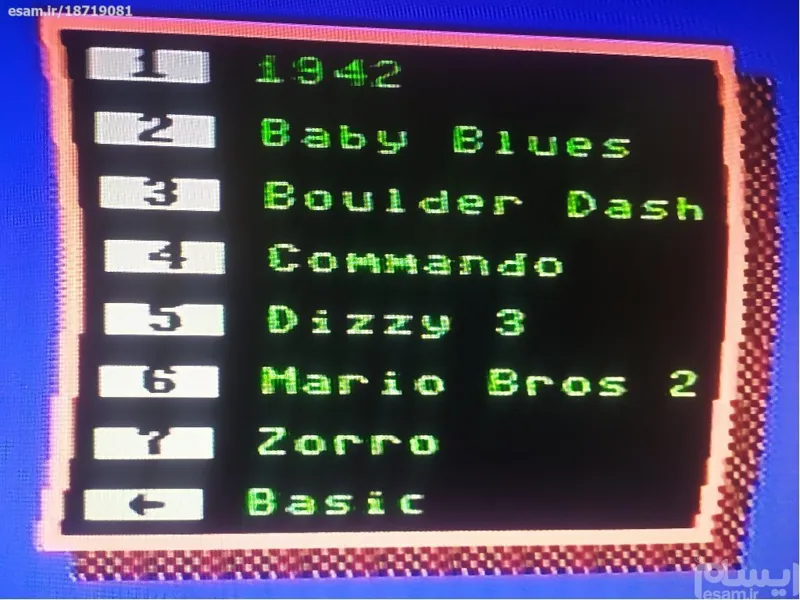 esam.ir/18719081
1 1942
2 Baby Blues
3 Boulder Dash
4 Commando
5 Dizzy 3
6 Mario Bros 2
7 Zorro
← Basic
ایسام
esam.ir